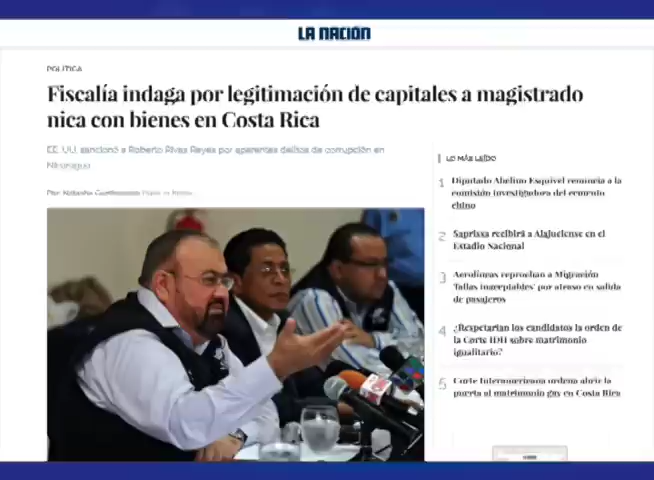 LA NACIÓN
POLÍTICA
Fiscalía indaga por legitimación de capitales a magistrado
nica con bienes en Costa Rica
EE. UU. sancionó a Roberto Rivas Reyes por aparentes delitos de corrupción en
Nicaragua
Por:
LO MÁS LEÍDO
1 Diputado Abelino Esquivel renuncia a la
comisión investigadora del cemento
chino
2 Saprissa recibirá a Alajuelense en el
Estadio Nacional
3 Aerolíneas reprochan a Migración
'fallas inaceptables' por atraso en salida
de pasajeros
4 ¿Respetarían los candidatos la orden de
la Corte IDH sobre matrimonio
igualitario?
5 Corte Interamericana ordena abrir la
puerta al matrimonio gay en Costa Rica